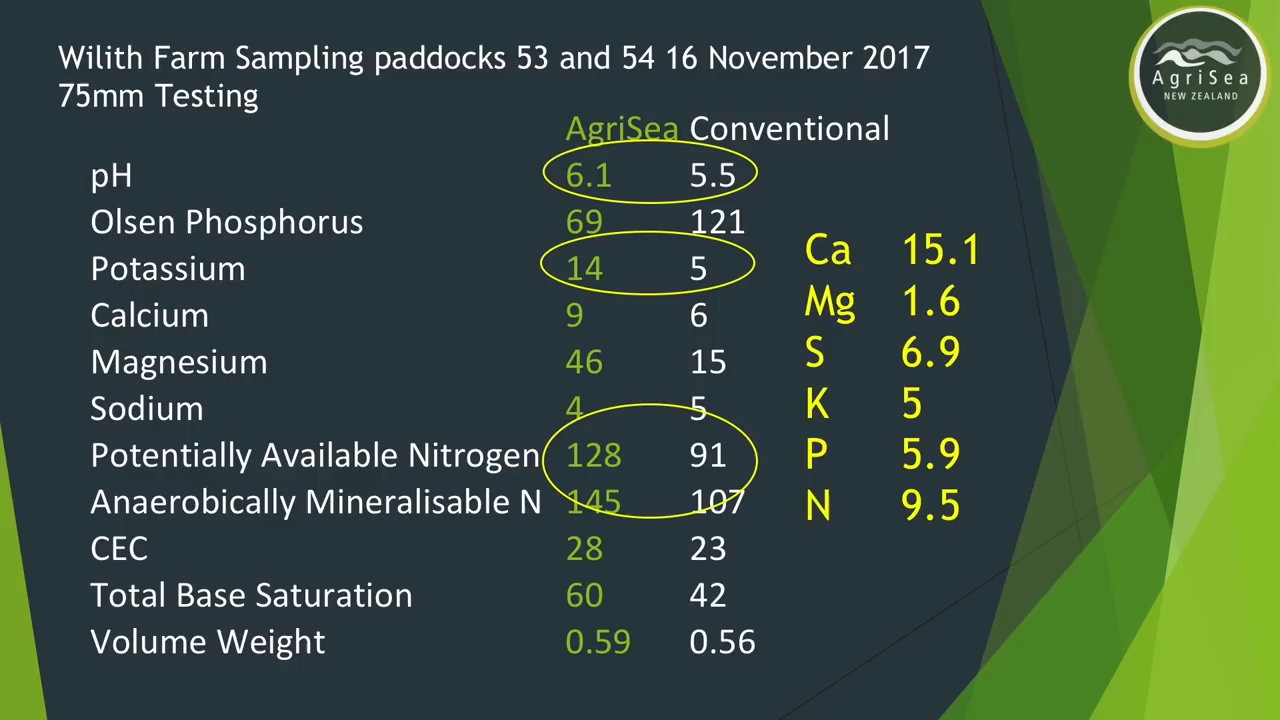 Wilith Farm Sampling paddocks 53 and 54 16 November 2017
75mm Testing
AgriSea
NEW ZEALAND
AgriSea Conventional
pH 6.1 5.5
Olsen Phosphorus 69 121
Potassium 14 5
Calcium 9 6
Magnesium 46 15
Sodium 4 5
Potentially Available Nitrogen 128 91
Anaerobically Mineralisable N 145 107
CEC 28 23
Total Base Saturation 60 42
Volume Weight 0.59 0.56
Ca 15.1
Mg 1.6
S 6.9
K 5
P 5.9
N 9.5